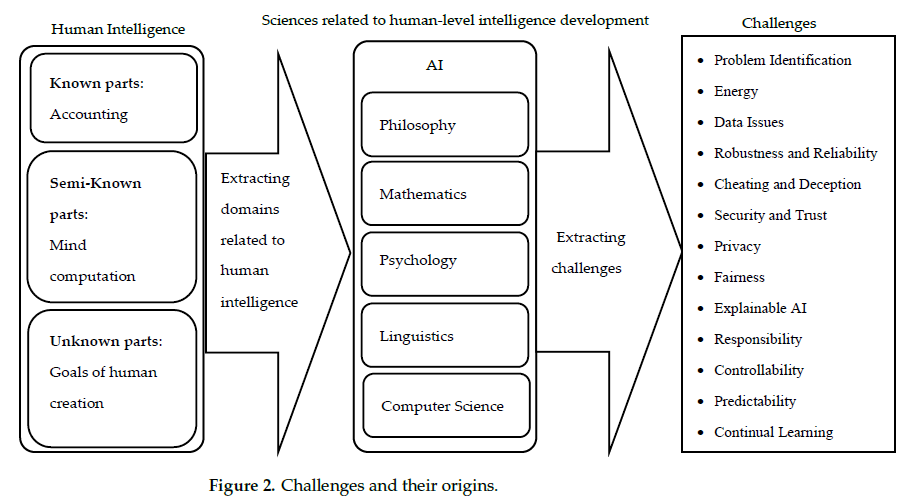 Human Intelligence
Known parts:
Accounting
Semi-Known
parts:
Mind
computation
Unknown parts:
Goals of human
creation
Extracting
domains
related to
human
intelligence
Sciences related to human-level intelligence development
AI
Philosophy
Mathematics
Psychology
Linguistics
Computer Science
Extracting
challenges
Challenges
• Problem Identification
• Energy
• Data Issues
• Robustness and Reliability
• Cheating and Deception
• Security and Trust
• Privacy
• Fairness
• Explainable AI
• Responsibility
• Controllability
• Predictability
• Continual Learning
Figure 2. Challenges and their origins.